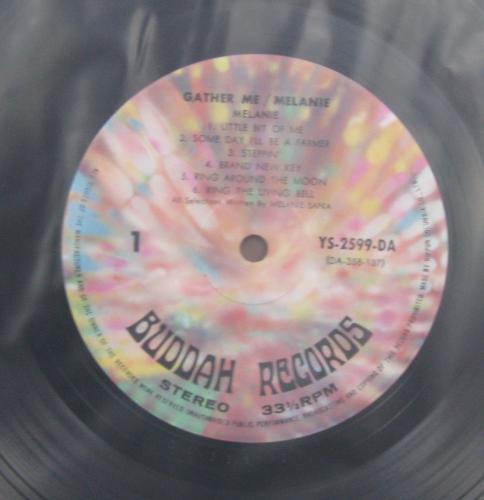 GATHER ME / MELANIE
MELANIE
1. LITTLE BIT OF ME
2. SOME DAY I'LL BE A FARMER
3. STEPPIN'
4. BRAND NEW KEY
5. RING AROUND THE MOON
6. RING THE LIVING BELL
All Selections Written By MELANIE SAFKA
1
YS-2599-DA
(DA-358-137)
BUDDAH RECORDS
STEREO
33⅓RPM